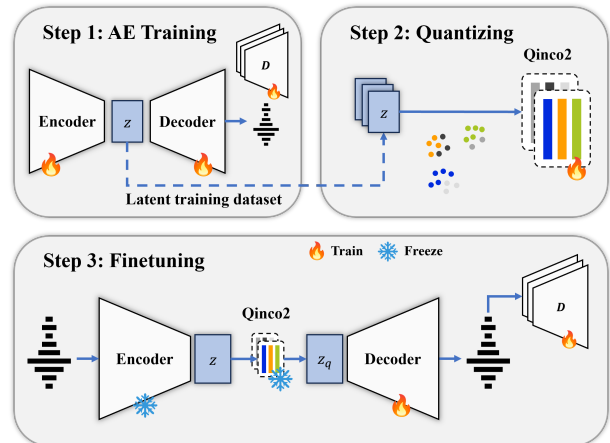 Step 1: AE Training
D
Encoder
z
Decoder
Latent training dataset
Step 2: Quantizing
Qinco2
z
Step 3: Finetuning
Train
Freeze
Encoder
z
Qinco2
z_q
Decoder
D